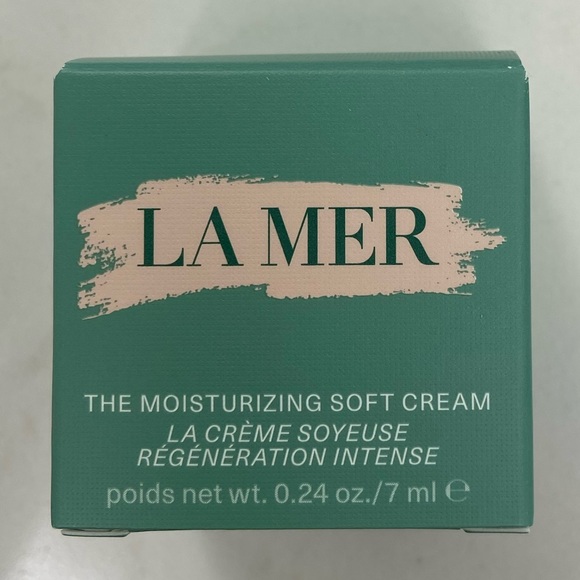 LA MER
THE MOISTURIZING SOFT CREAM
LA CRÈME SOYEUSE
RÉGÉNÉRATION INTENSE
poids net wt. 0.24 oz./7 ml ℮